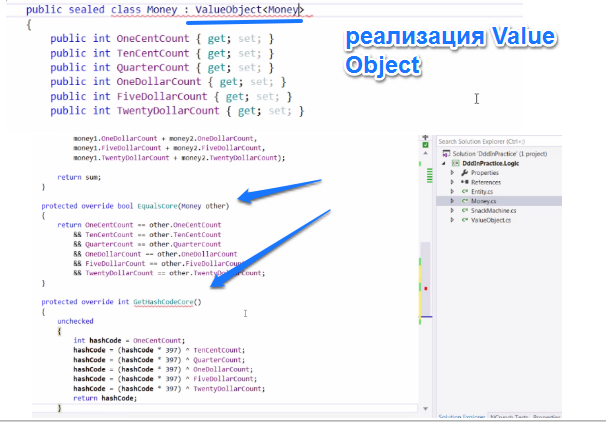 public sealed class Money : ValueObject<Money>
{
public int OneCentCount { get; set; }
public int TenCentCount { get; set; }
public int QuarterCount { get; set; }
public int OneDollarCount { get; set; }
public int FiveDollarCount { get; set; }
public int TwentyDollarCount { get; set; }
реализация Value
Object
money1.OneDollarCount + money2.OneDollarCount,
money1.FiveDollarCount + money2.FiveDollarCount,
money1.TwentyDollarCount + money2.TwentyDollarCount);
return sum;
}
protected override bool EqualsCore(Money other)
{
return OneCentCount == other.OneCentCount
&& TenCentCount == other.TenCentCount
&& QuarterCount == other.QuarterCount
&& OneDollarCount == other.OneDollarCount
&& FiveDollarCount == other.FiveDollarCount
&& TwentyDollarCount == other.TwentyDollarCount;
}
protected override int GetHashCodeCore()
{
unchecked
{
int hashCode = OneCentCount;
hashCode = (hashCode * 397) ^ TenCentCount;
hashCode = (hashCode * 397) ^ QuarterCount;
hashCode = (hashCode * 397) ^ OneDollarCount;
hashCode = (hashCode * 397) ^ FiveDollarCount;
hashCode = (hashCode * 397) ^ TwentyDollarCount;
return hashCode;
}
Search Solution Explorer (Ctrl+;)
Solution 'DddInPractice' (1 project)
C# DddInPractice.Logic
Properties
References
C# Entity.cs
C# Money.cs
C# SnackMachine.cs
C# ValueObject.cs
Solution Explorer NCrunch Tests Properties